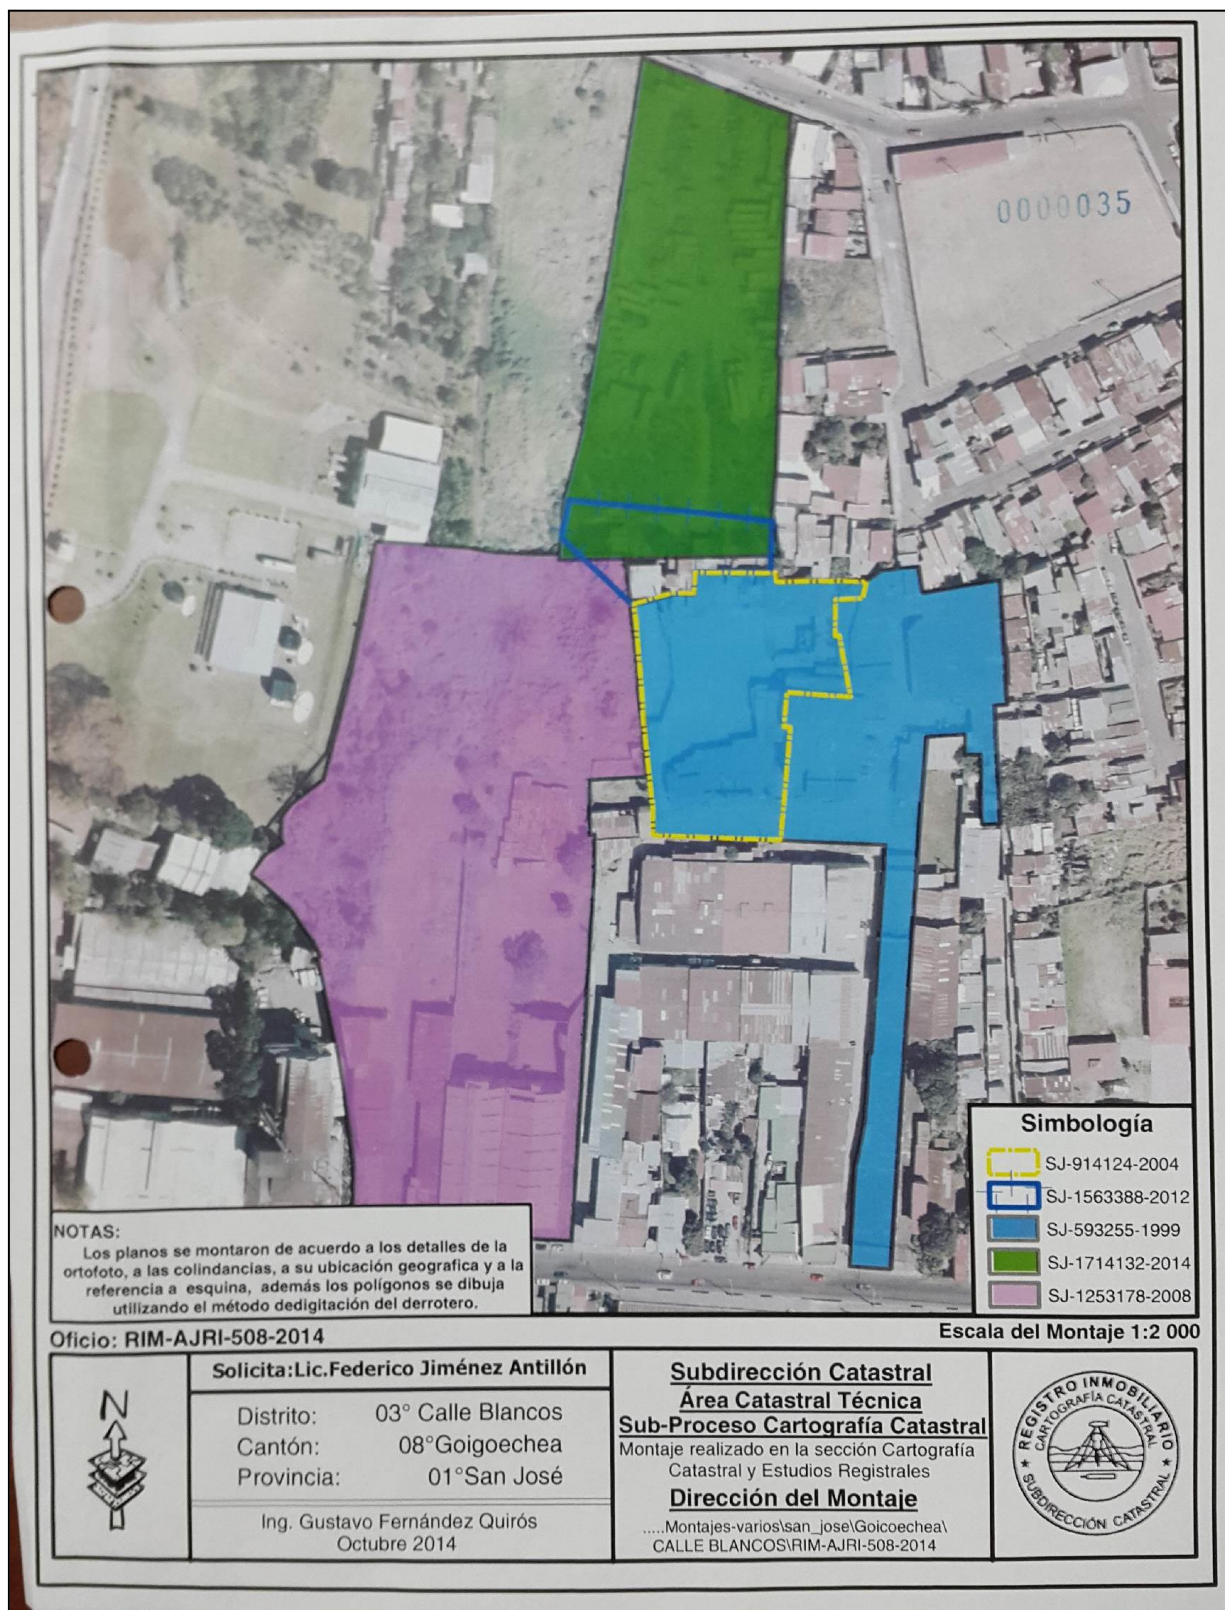 0000035
Simbología
SJ-914124-2004
SJ-1563388-2012
SJ-593255-1999
SJ-1714132-2014
SJ-1253178-2008
NOTAS:
Los planos se montaron de acuerdo a los detalles de la
ortofoto, a las colindancias, a su ubicación geografica y a la
referencia a esquina, además los polígonos se dibuja
utilizando el método dedigitación del derrotero.
Oficio: RIM-AJRI-508-2014
Escala del Montaje 1:2 000
N
Solicita:Lic.Federico Jiménez Antillón
Distrito: 03° Calle Blancos
Cantón: 08°Goigoechea
Provincia: 01°San José
Ing. Gustavo Fernández Quirós
Octubre 2014
Subdirección Catastral
Área Catastral Técnica
Sub-Proceso Cartografía Catastral
Montaje realizado en la sección Cartografía
Catastral y Estudios Registrales
Dirección del Montaje
.....Montajes-varios\san_jose\Goicoechea\
CALLE BLANCOS\RIM-AJRI-508-2014
REGISTRO INMOBILIARIO
CARTOGRAFÍA CATASTRAL
SUBDIRECCIÓN CATASTRAL